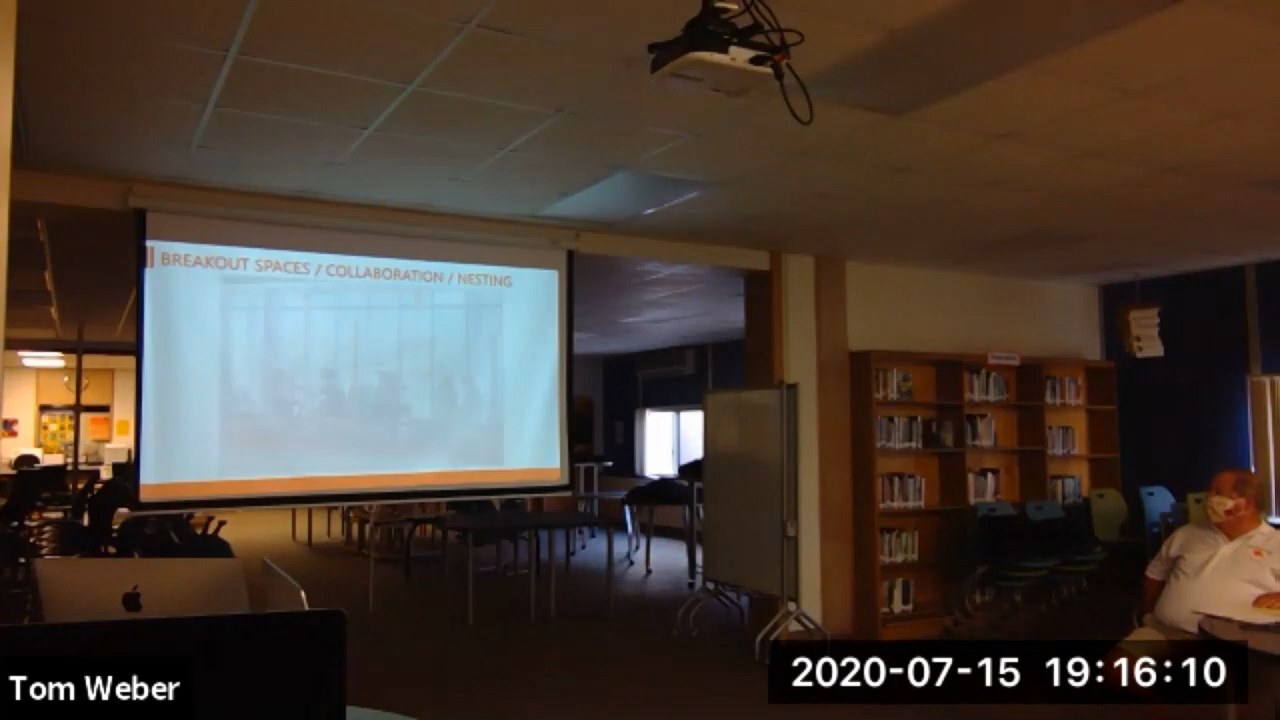 BREAKOUT SPACES / COLLABORATION / NESTING
Tom Weber
2020-07-15 19:16:10